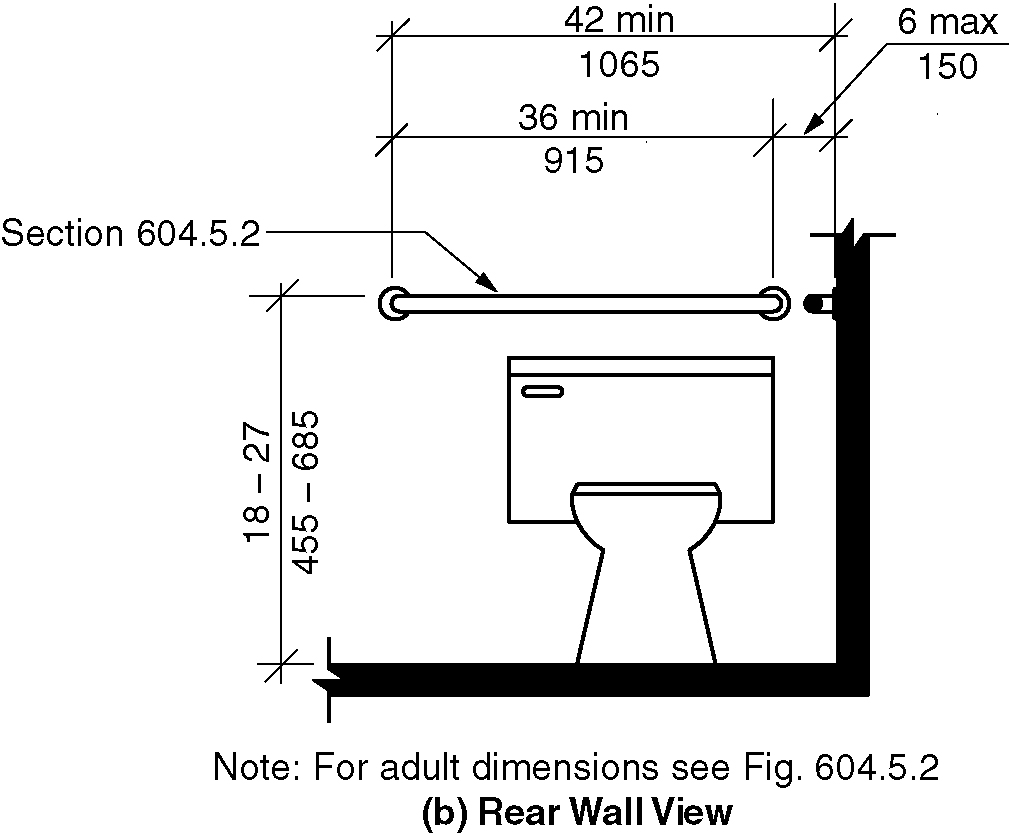 42 min
1065
6 max
150
36 min
915
Section 604.5.2
18 – 27
455 – 685
Note: For adult dimensions see Fig. 604.5.2
(b) Rear Wall View